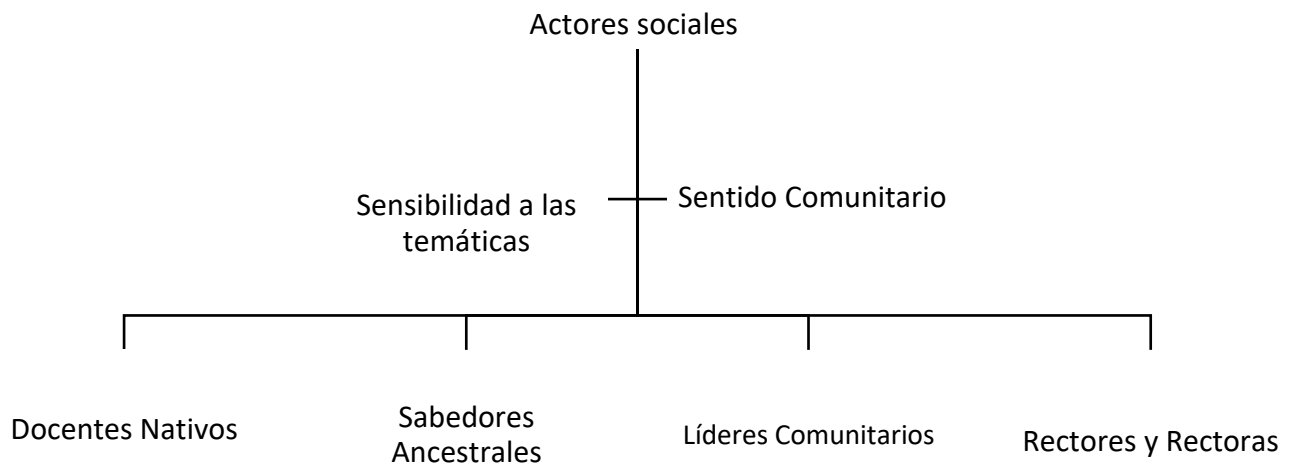 Actores sociales
Sensibilidad a las
temáticas
Sentido Comunitario
Docentes Nativos
Sabedores
Ancestrales
Líderes Comunitarios
Rectores y Rectoras